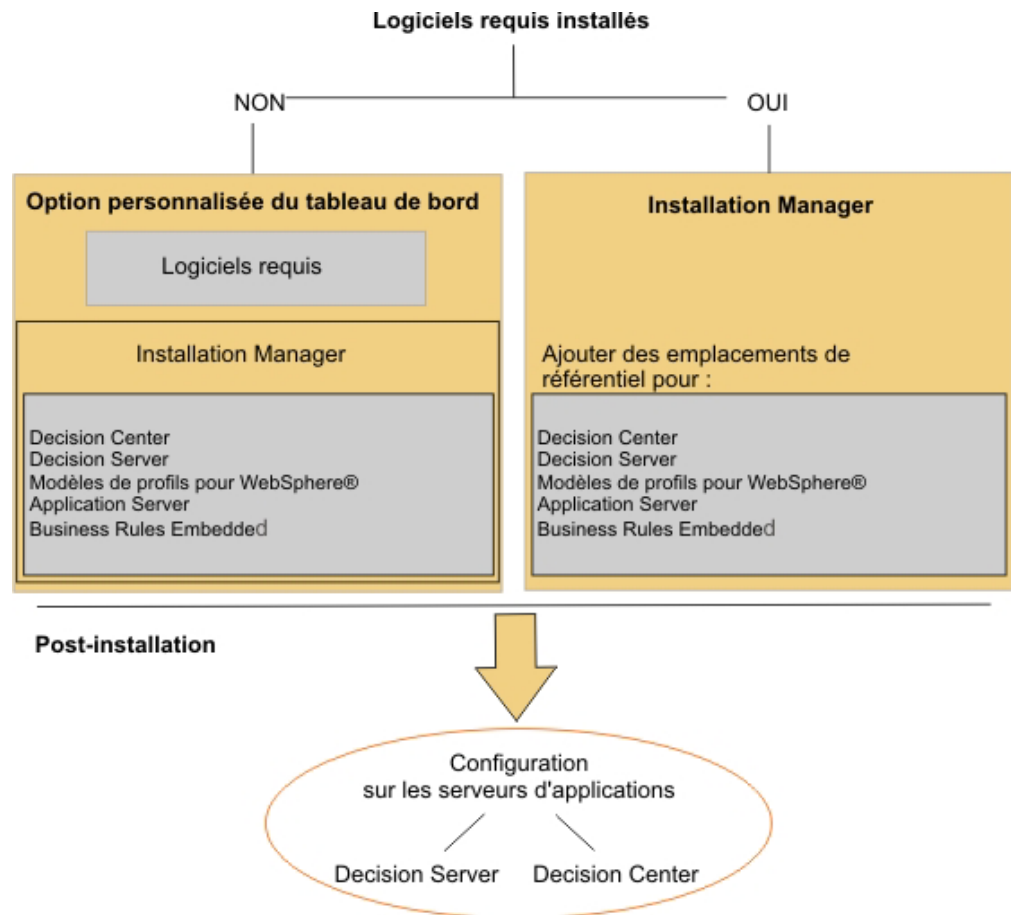 Logiciels requis installés
NON
OUI
Option personnalisée du tableau de bord
Logiciels requis
Installation Manager
Decision Center
Decision Server
Modèles de profils pour WebSphere®
Application Server
Business Rules Embedded
Installation Manager
Ajouter des emplacements de
référentiel pour :
Decision Center
Decision Server
Modèles de profils pour WebSphere®
Application Server
Business Rules Embedded
Post-installation
Configuration
sur les serveurs d'applications
Decision Server
Decision Center